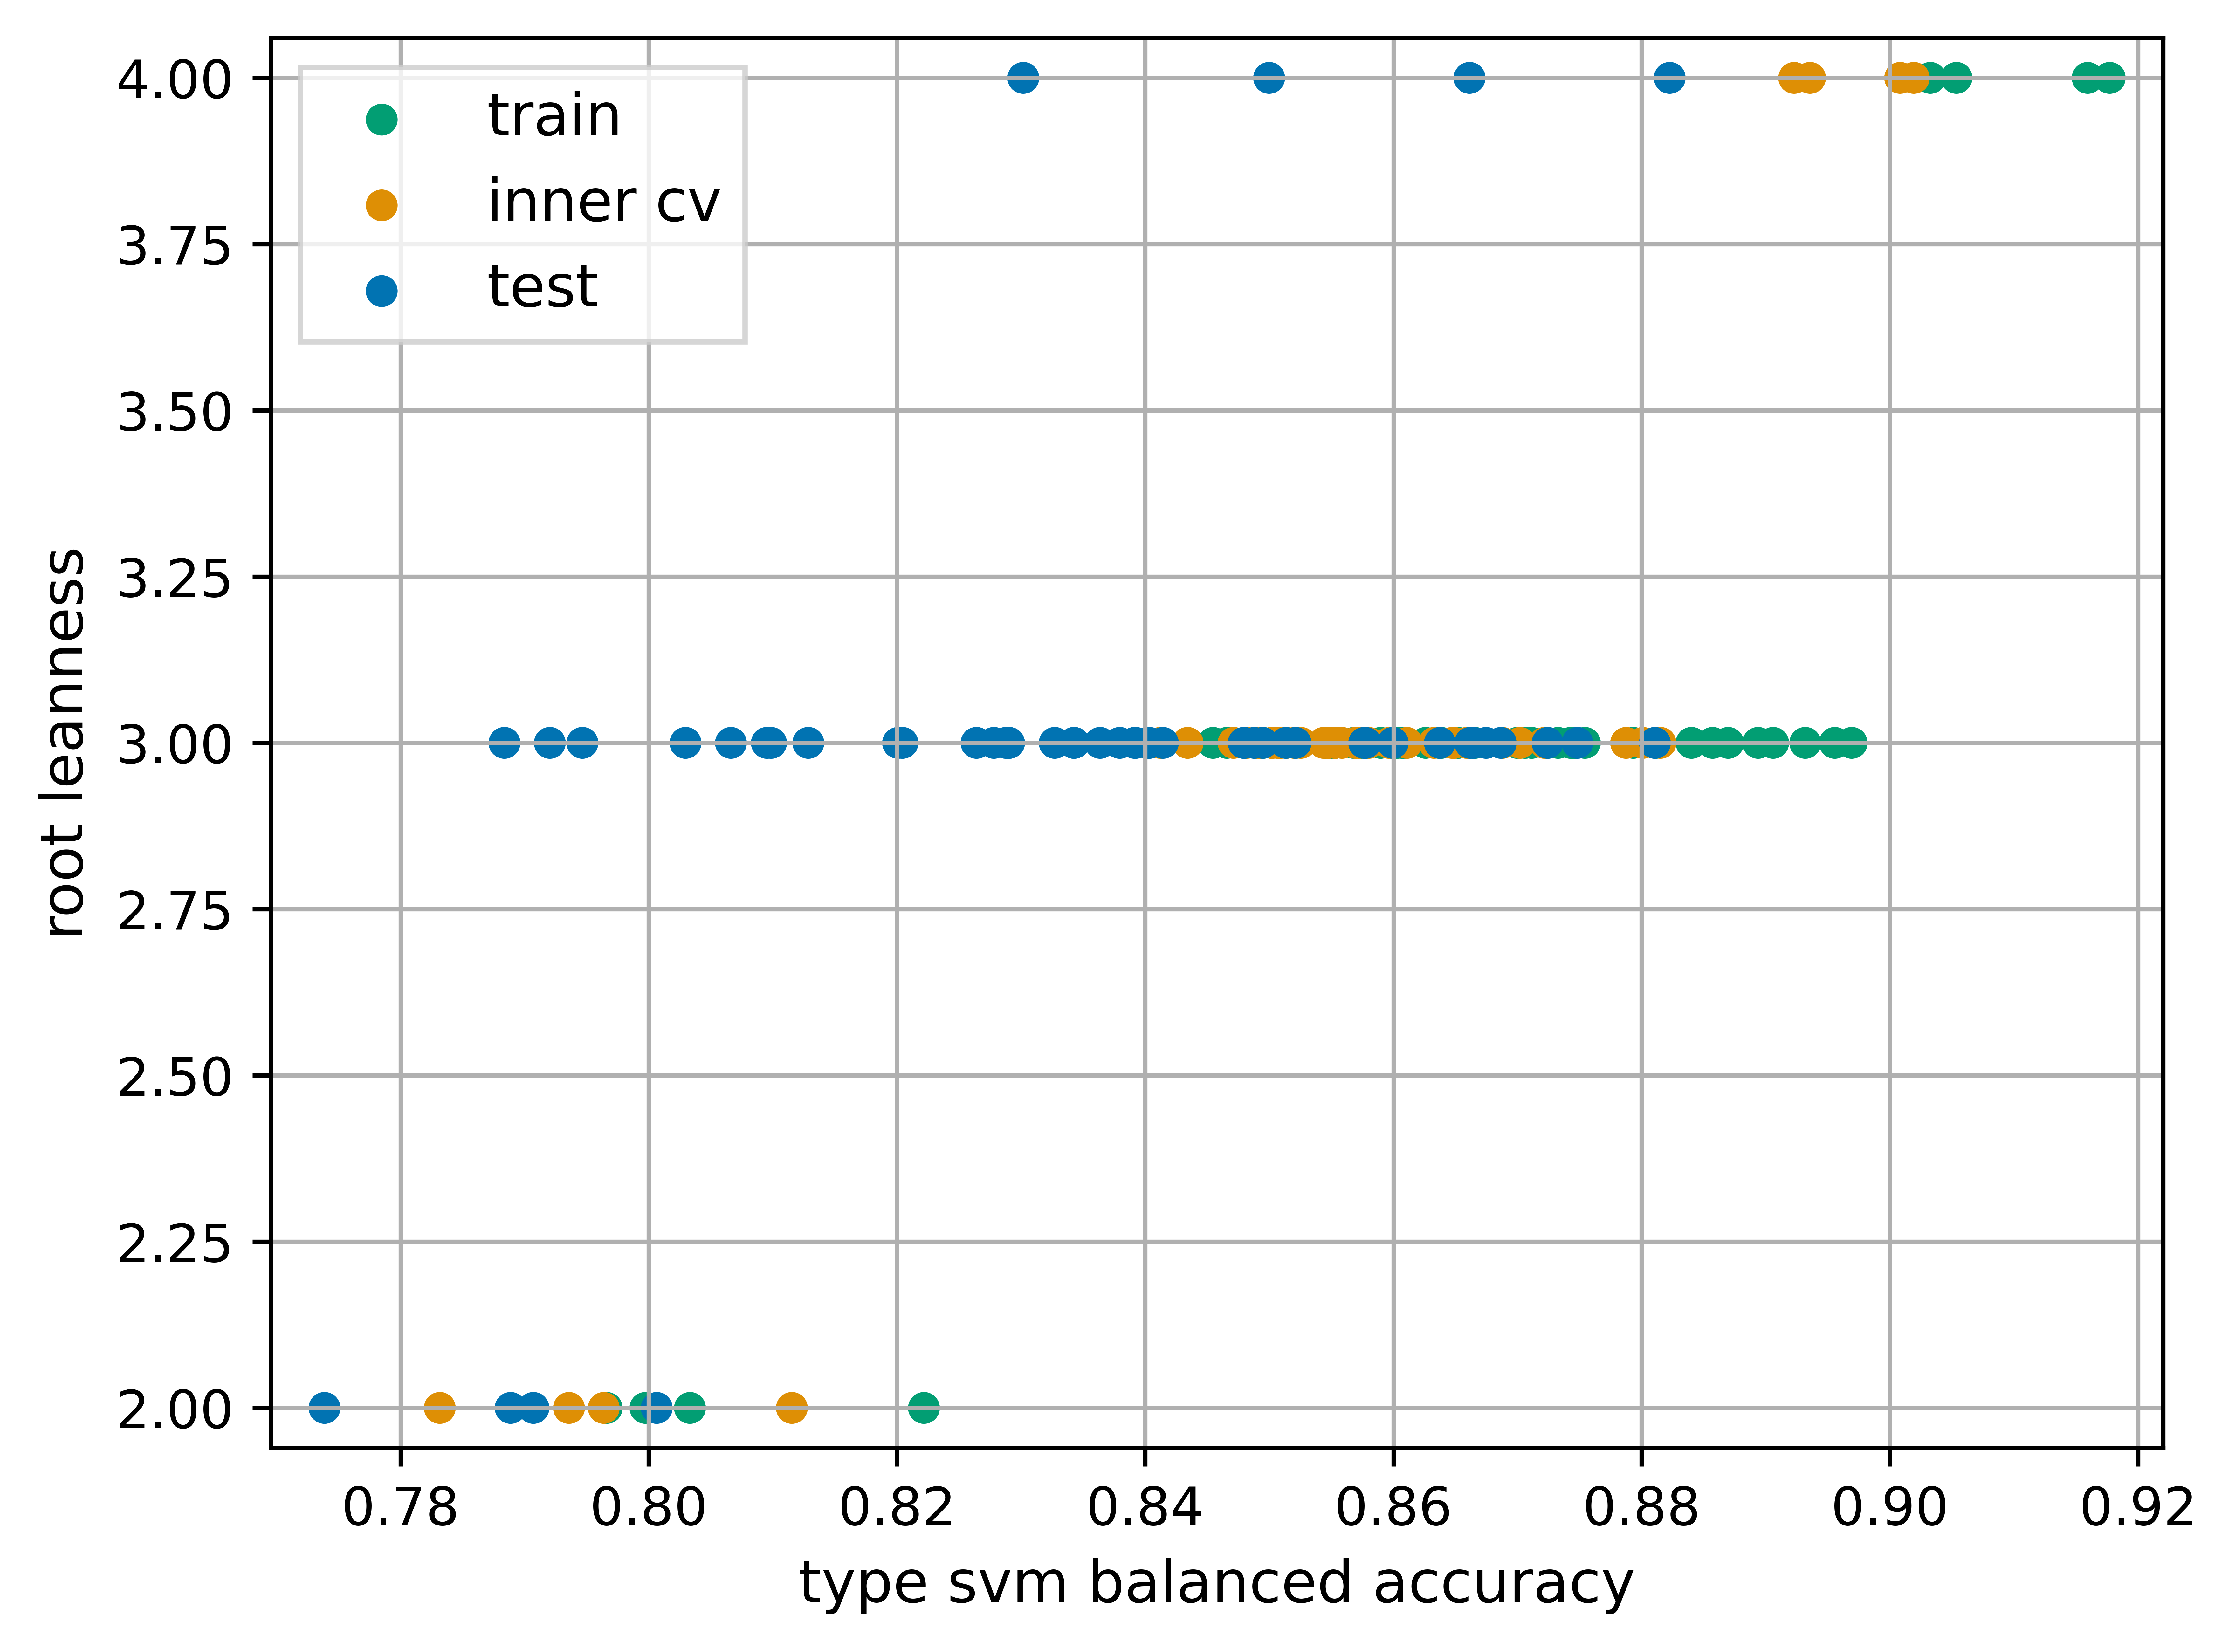 train
inner cv
test
4.00
3.75
3.50
3.25
3.00
2.75
2.50
2.25
2.00
root leanness
0.78 0.80 0.82 0.84 0.86 0.88 0.90 0.92
type svm balanced accuracy